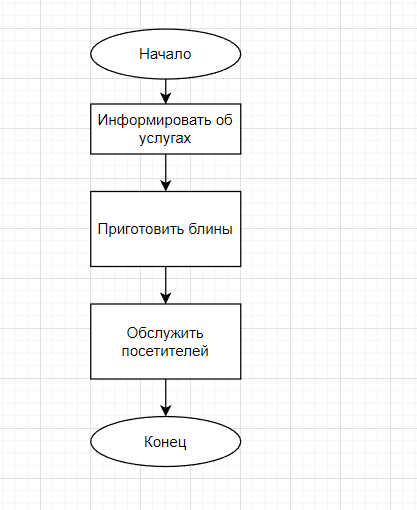 Начало
Информировать об
услугах
Приготовить блины
Обслужить
посетителей
Конец